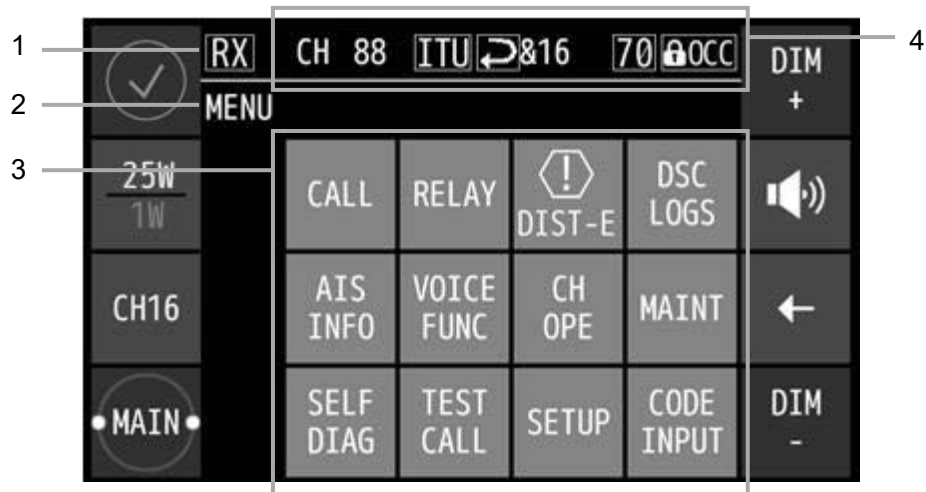 1
RX CH 88 ITU &16 70 OCC
4
DIM
+
2
MENU
3
25W
1W
CALL
RELAY
DIST-E
DSC
LOGS
CH16
AIS
INFO
VOICE
FUNC
CH
OPE
MAINT
MAIN
SELF
DIAG
TEST
CALL
SETUP
CODE
INPUT
DIM
-